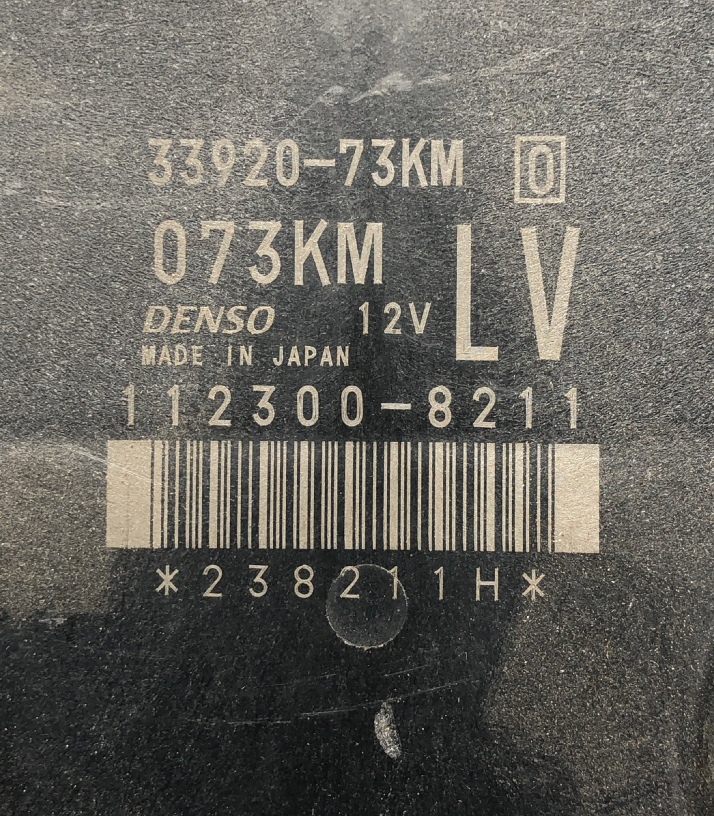 33920-73KM 0
073KM LV
DENSO 12V
MADE IN JAPAN
112300-8211
*238211H*